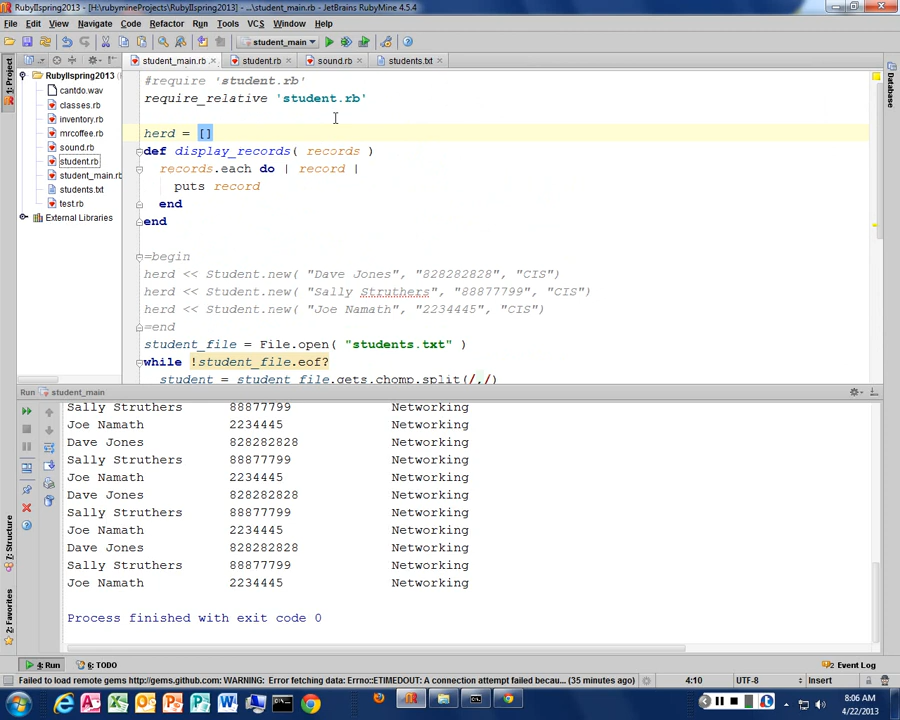 RubyIIspring2013 - [H:\rubymineProjects\RubyIIspring2013] - ...\student_main.rb - JetBrains RubyMine 4.5.4
File Edit View Navigate Code Refactor Run Tools VCS Window Help
student_main
student_main.rb student.rb sound.rb students.txt
1: Project
RubyIIspring2013
cantdo.wav
classes.rb
inventory.rb
mrcoffee.rb
sound.rb
student.rb
student_main.rb
students.txt
test.rb
External Libraries
Database
#require 'student.rb'
require_relative 'student.rb'
herd = []
def display_records( records )
records.each do | record |
puts record
end
end
=begin
herd << Student.new( "Dave Jones", "828282828", "CIS")
herd << Student.new( "Sally Struthers", "88877799", "CIS")
herd << Student.new( "Joe Namath", "2234445", "CIS")
=end
student_file = File.open( "students.txt" )
while !student_file.eof?
student = student_file.gets.chomp.split(/,/)
Run student_main
Sally Struthers 88877799 Networking
Joe Namath 2234445 Networking
Dave Jones 828282828 Networking
Sally Struthers 88877799 Networking
Joe Namath 2234445 Networking
Dave Jones 828282828 Networking
Sally Struthers 88877799 Networking
Joe Namath 2234445 Networking
Dave Jones 828282828 Networking
Sally Struthers 88877799 Networking
Joe Namath 2234445 Networking
Process finished with exit code 0
7: Structure
2: Favorites
4: Run 6: TODO
2 Event Log
Failed to load remote gems http://gems.github.com: WARNING: Error fetching data: Errno::ETIMEDOUT: A connection attempt failed becau... (35 minutes ago) 4:10 UTF-8 Insert
8:06 AM
4/22/2013